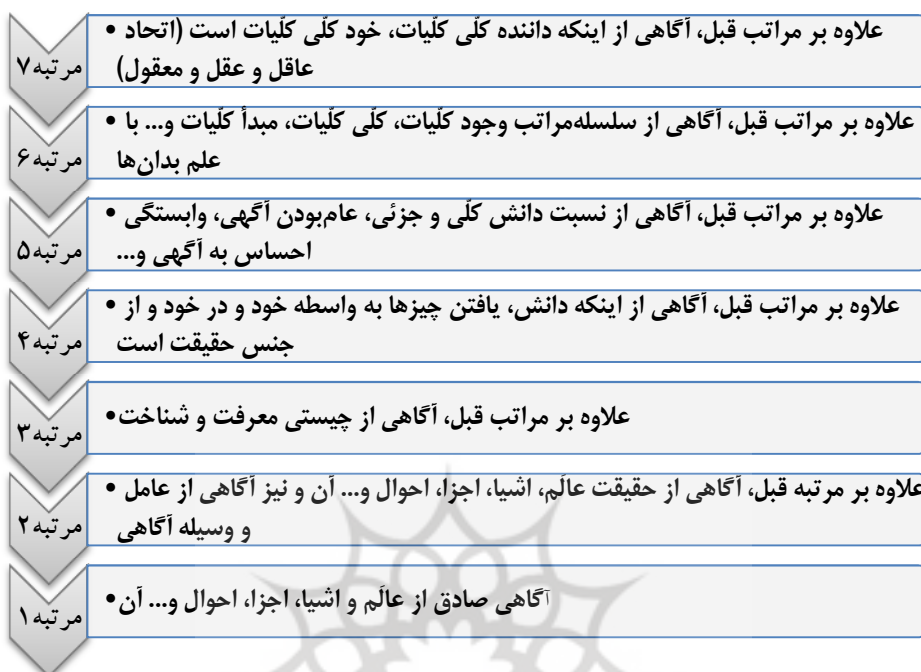 • علاوه بر مراتب قبل، آگاهی از اینکه داننده کلّی کلّیات، خود کلّی کلّیات است (اتحاد
عاقل و عقل و معقول)
مرتبه۷
• علاوه بر مراتب قبل، آگاهی از سلسله‌مراتب وجود کلّیات، کلّی کلّیات، مبدأ کلّیات و... با
علم بدان‌ها
مرتبه۶
• علاوه بر مراتب قبل، آگاهی از نسبت دانش کلّی و جزئی، عام‌بودن آگهی، وابستگی
احساس به آگهی و...
مرتبه۵
• علاوه بر مراتب قبل، آگاهی از اینکه دانش، یافتن چیزها به واسطه خود و در خود و از
جنس حقیقت است
مرتبه۴
• علاوه بر مراتب قبل، آگاهی از چیستی معرفت و شناخت
مرتبه۳
• علاوه بر مرتبه قبل، آگاهی از حقیقت عالَم، اشیا، اجزا، احوال و... آن و نیز آگاهی از عامل
و وسیله آگاهی
مرتبه۲
• آگاهی صادق از عالَم و اشیا، اجزا، احوال و... آن
مرتبه۱